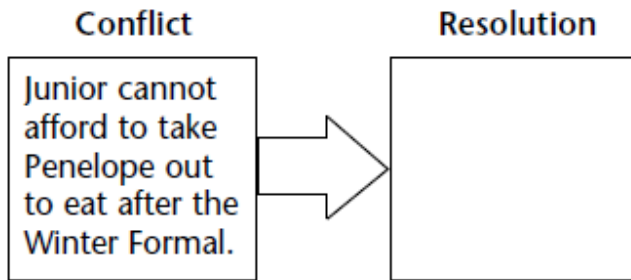 Conflict
Resolution
Junior cannot
afford to take
Penelope out
to eat after the
Winter Formal.